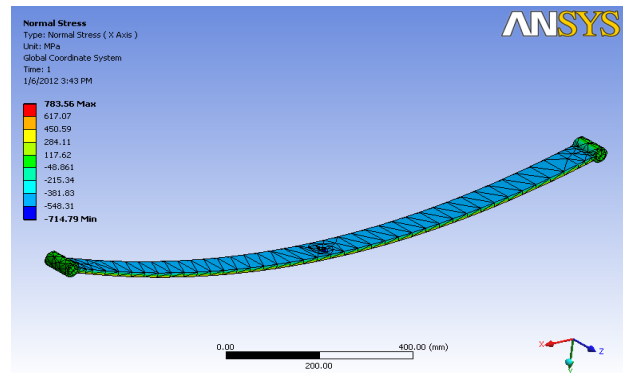 Normal Stress
Type: Normal Stress ( X Axis )
Unit: MPa
Global Coordinate System
Time: 1
1/6/2012 3:43 PM
ANSYS
783.56 Max
617.07
450.59
284.11
117.62
-48.861
-215.34
-381.83
-548.31
-714.79 Min
0.00
400.00 (mm)
200.00
X
Z